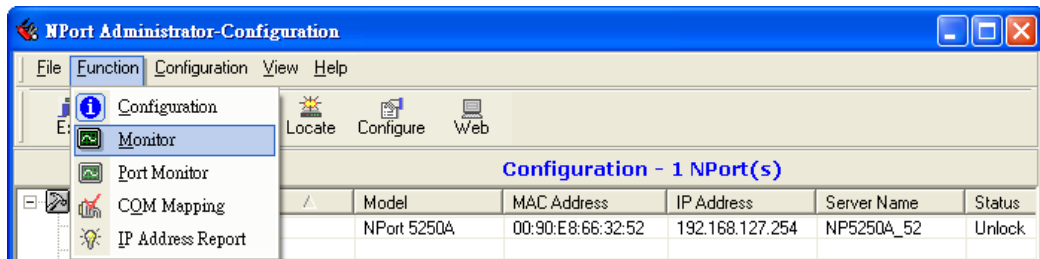 NPort Administrator-Configuration
File Function Configuration View Help
Locate Configure Web
Configuration
Monitor
Port Monitor
COM Mapping
IP Address Report
Configuration - 1 NPort(s)
Model MAC Address IP Address Server Name Status
NPort 5250A 00:90:E8:66:32:52 192.168.127.254 NP5250A_52 Unlock